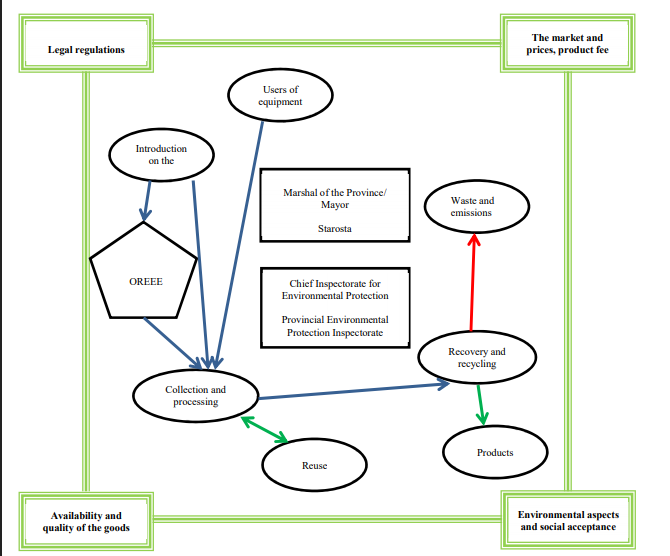 Legal regulations
The market and
prices, product fee
Users of
equipment
Introduction
on the
Marshal of the Province/
Mayor
Starosta
Waste and
emissions
OREEE
Chief Inspectorate for
Environmental Protection
Provincial Environmental
Protection Inspectorate
Recovery and
recycling
Collection and
processing
Products
Reuse
Availability and
quality of the goods
Environmental aspects
and social acceptance